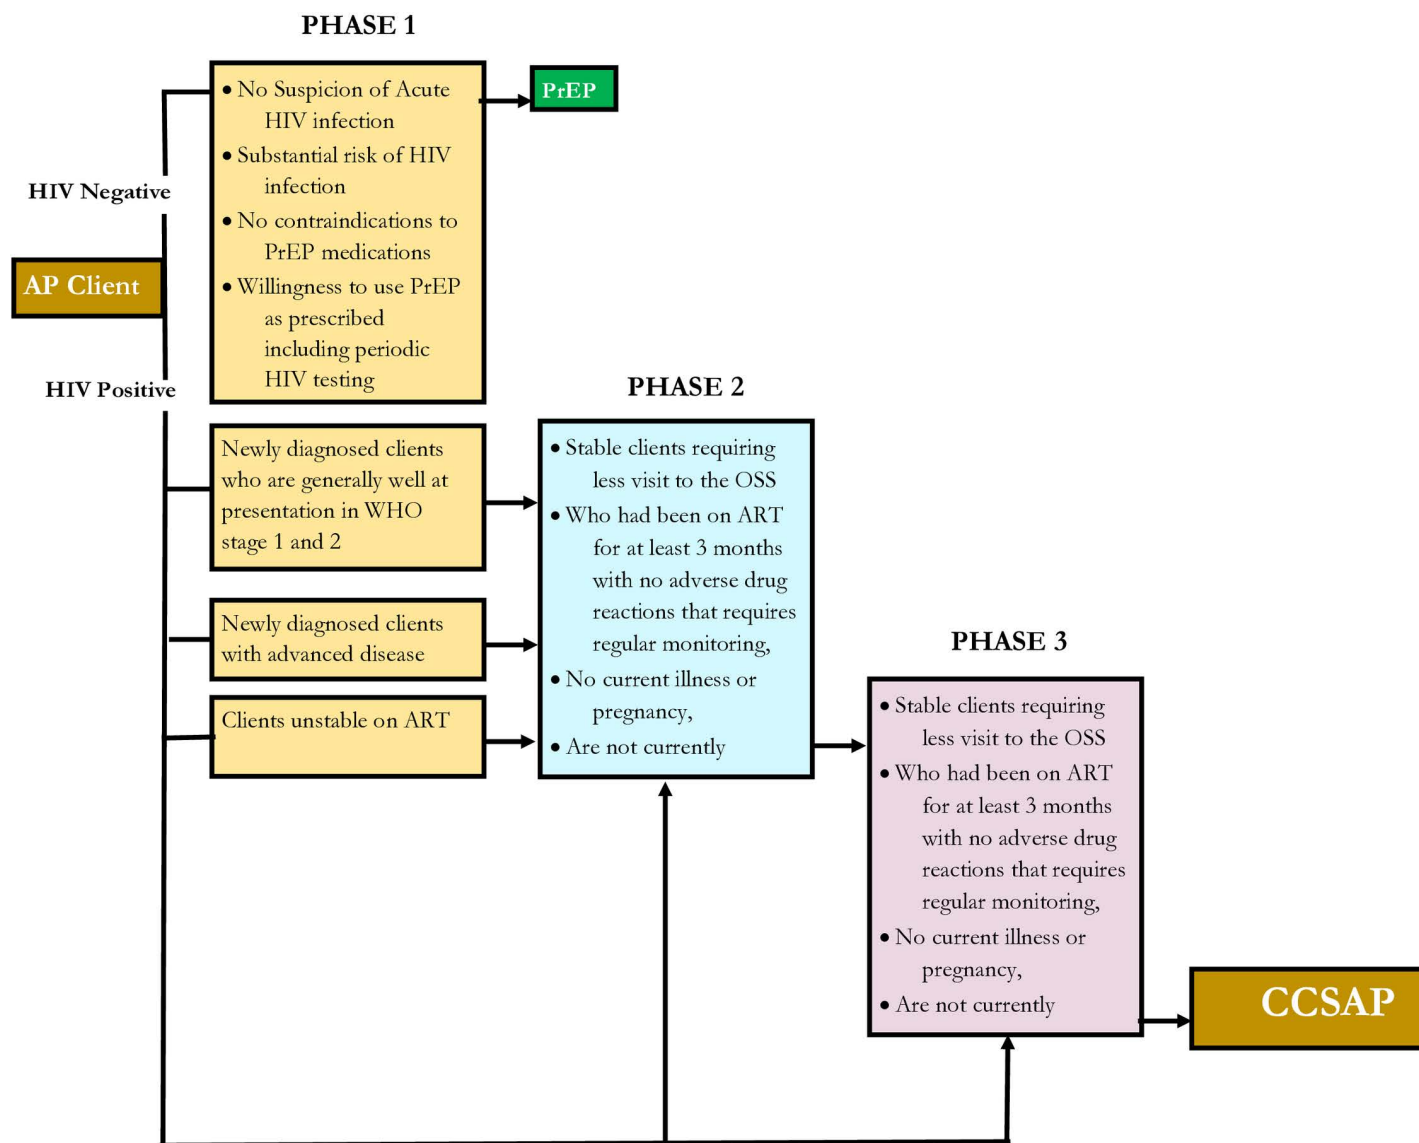 PHASE 1
• No Suspicion of Acute
HIV infection
• Substantial risk of HIV
infection
• No contraindications to
PrEP medications
• Willingness to use PrEP
as prescribed
including periodic
HIV testing
PrEP
HIV Negative
AP Client
HIV Positive
Newly diagnosed clients
who are generally well at
presentation in WHO
stage 1 and 2
Newly diagnosed clients
with advanced disease
Clients unstable on ART
PHASE 2
• Stable clients requiring
less visit to the OSS
• Who had been on ART
for at least 3 months
with no adverse drug
reactions that requires
regular monitoring,
• No current illness or
pregnancy,
• Are not currently
PHASE 3
• Stable clients requiring
less visit to the OSS
• Who had been on ART
for at least 3 months
with no adverse drug
reactions that requires
regular monitoring,
• No current illness or
pregnancy,
• Are not currently
CCSAP